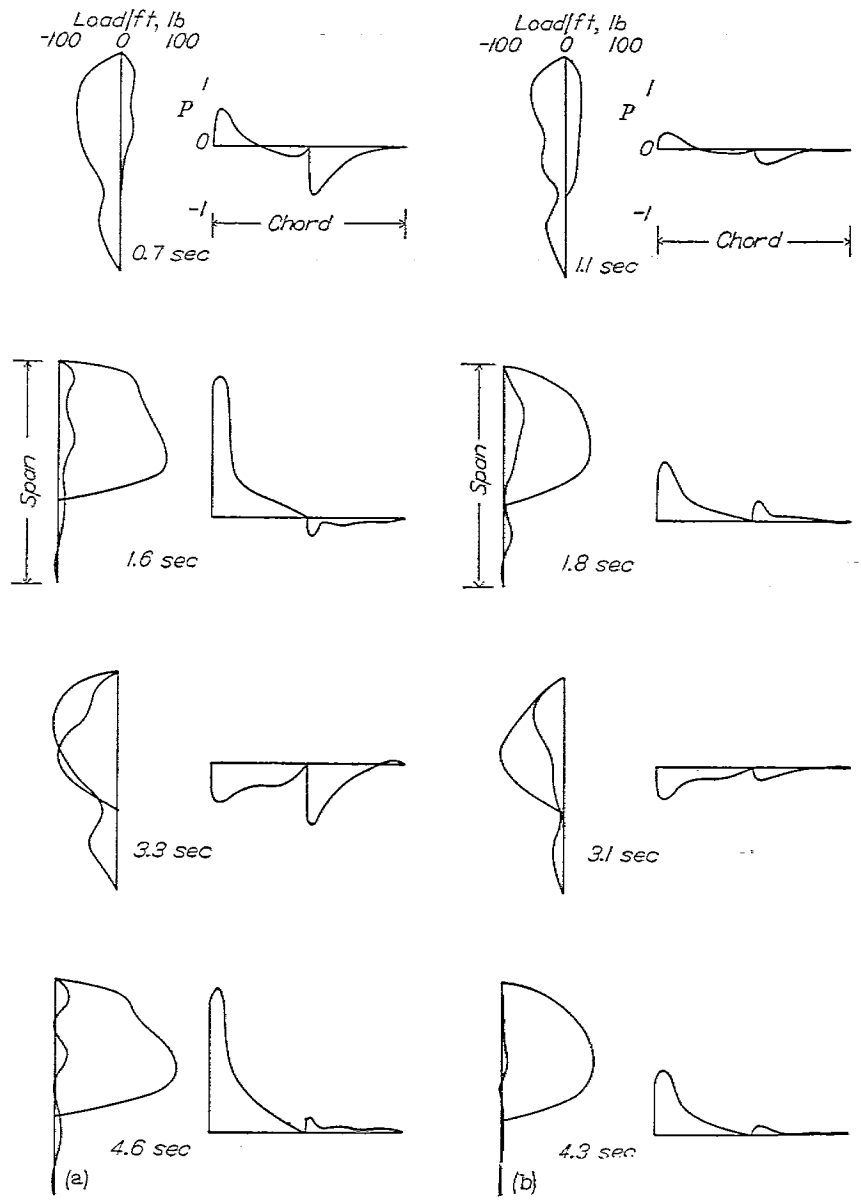 Load/ft, lb
-100 0 100
P
1
0
-1
Chord
0.7 sec
Load/ft, lb
-100 0 100
P
1
0
-1
Chord
1.1 sec
Span
1.6 sec
Span
1.8 sec
3.3 sec
3.1 sec
4.6 sec
(a)
4.3 sec
(b)